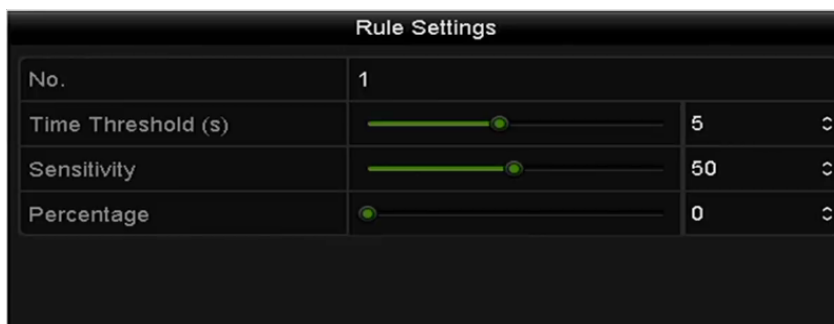 Rule Settings
No. 1
Time Threshold (s) 5
Sensitivity 50
Percentage 0